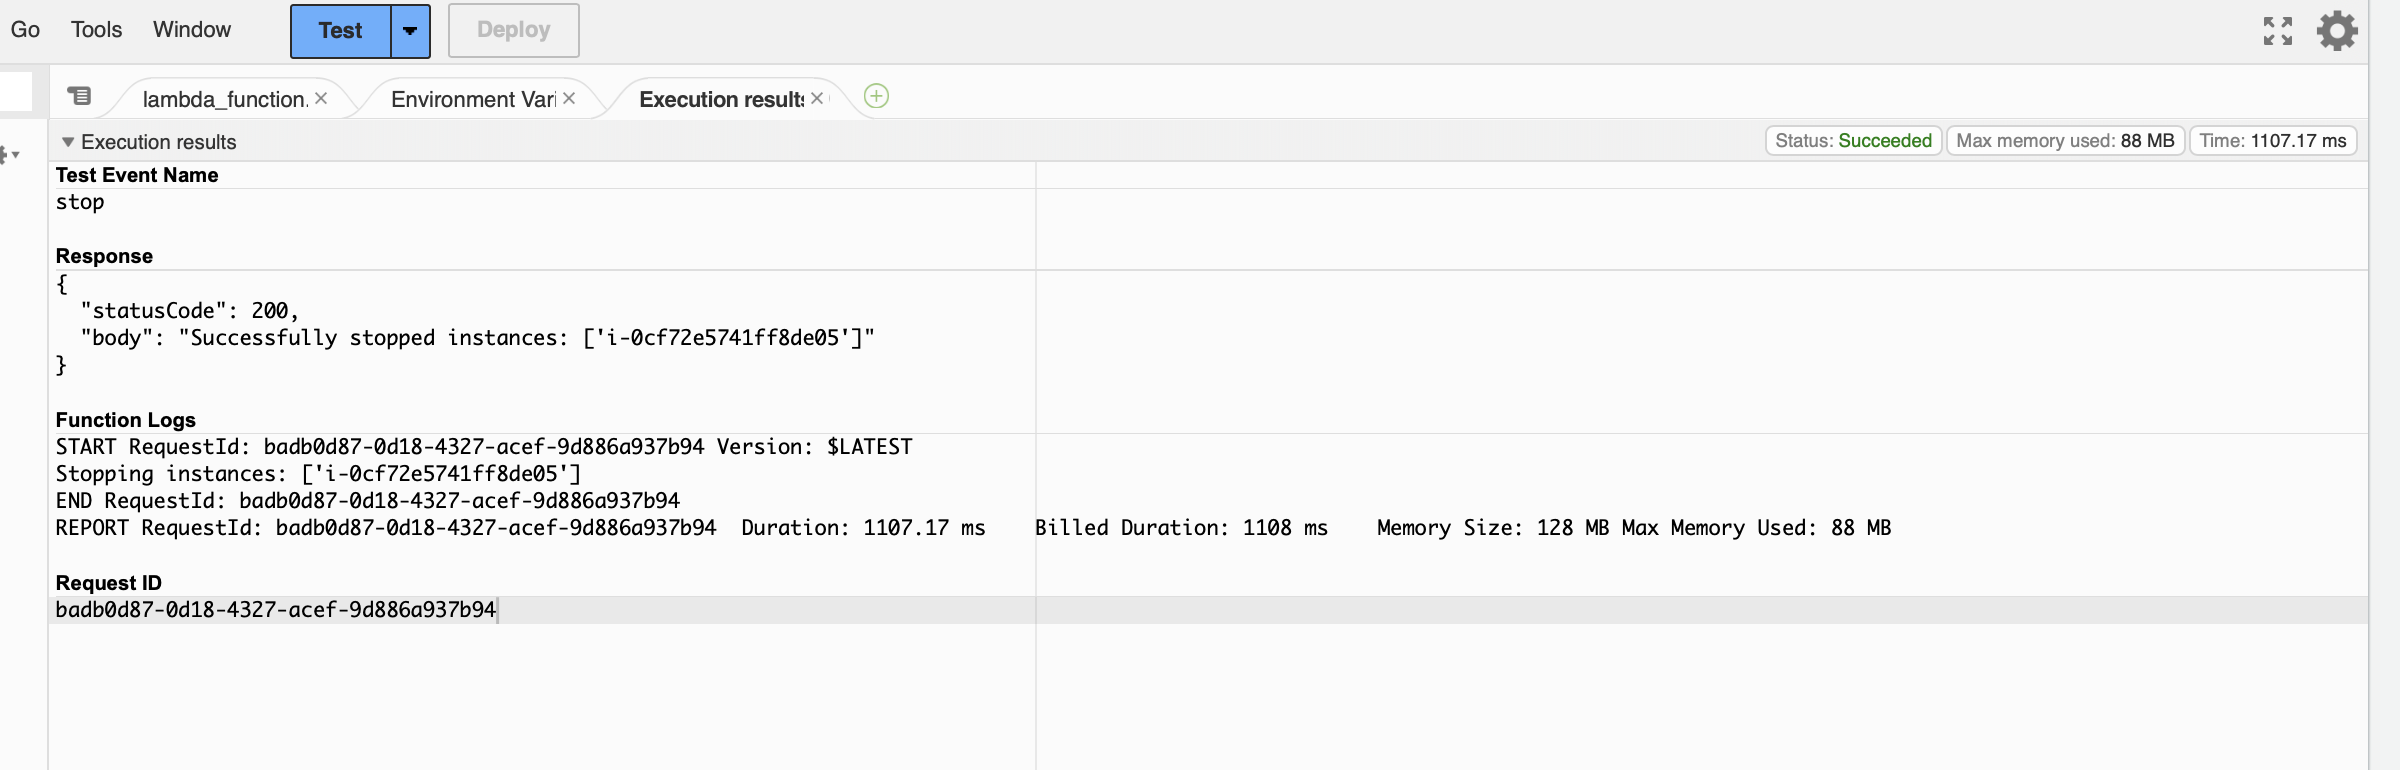 Go Tools Window Test Deploy
lambda_function. Environment Vari Execution results
Execution results Status: Succeeded Max memory used: 88 MB Time: 1107.17 ms
Test Event Name
stop
Response
{
"statusCode": 200,
"body": "Successfully stopped instances: ['i-0cf72e5741ff8de05']"
}
Function Logs
START RequestId: badb0d87-0d18-4327-acef-9d886a937b94 Version: $LATEST
Stopping instances: ['i-0cf72e5741ff8de05']
END RequestId: badb0d87-0d18-4327-acef-9d886a937b94
REPORT RequestId: badb0d87-0d18-4327-acef-9d886a937b94 Duration: 1107.17 ms Billed Duration: 1108 ms Memory Size: 128 MB Max Memory Used: 88 MB
Request ID
badb0d87-0d18-4327-acef-9d886a937b94